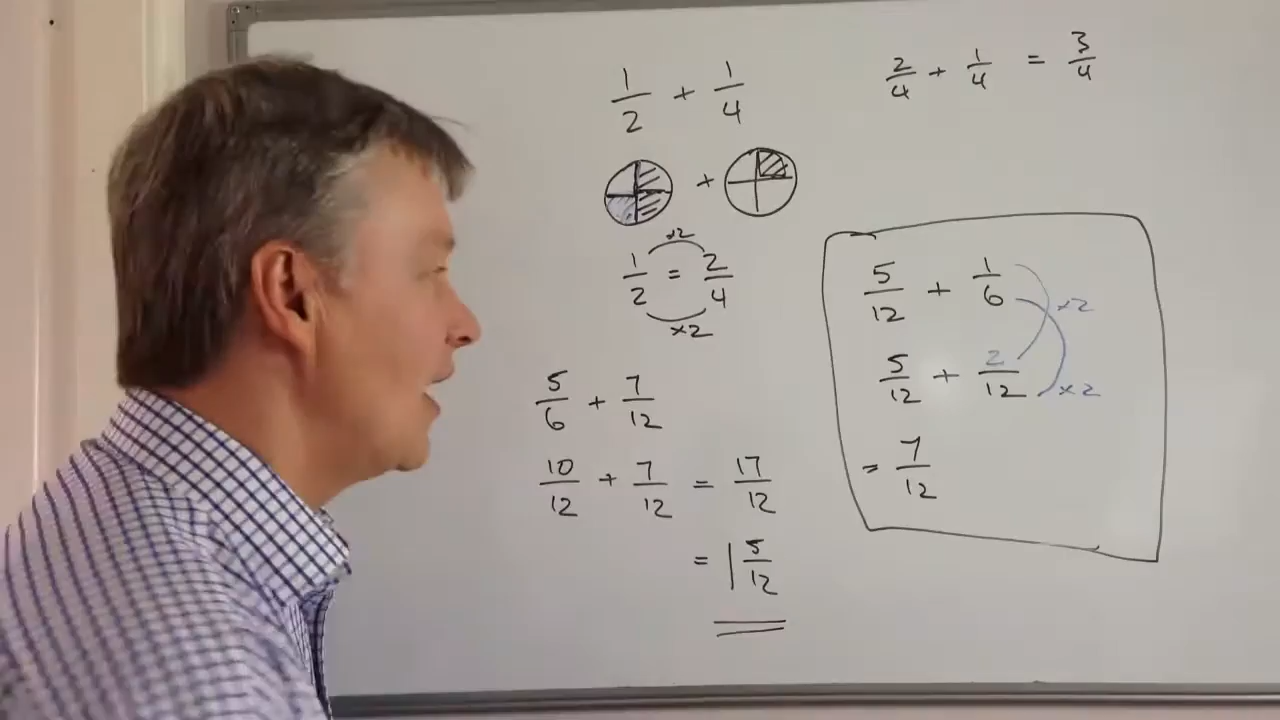 1/2 + 1/4
2/4 + 1/4 = 3/4
+
×2
1/2 = 2/4
×2
5/6 + 7/12
10/12 + 7/12 = 17/12
= 1 5/12
5/12 + 1/6
×2
5/12 + 2/12
×2
= 7/12